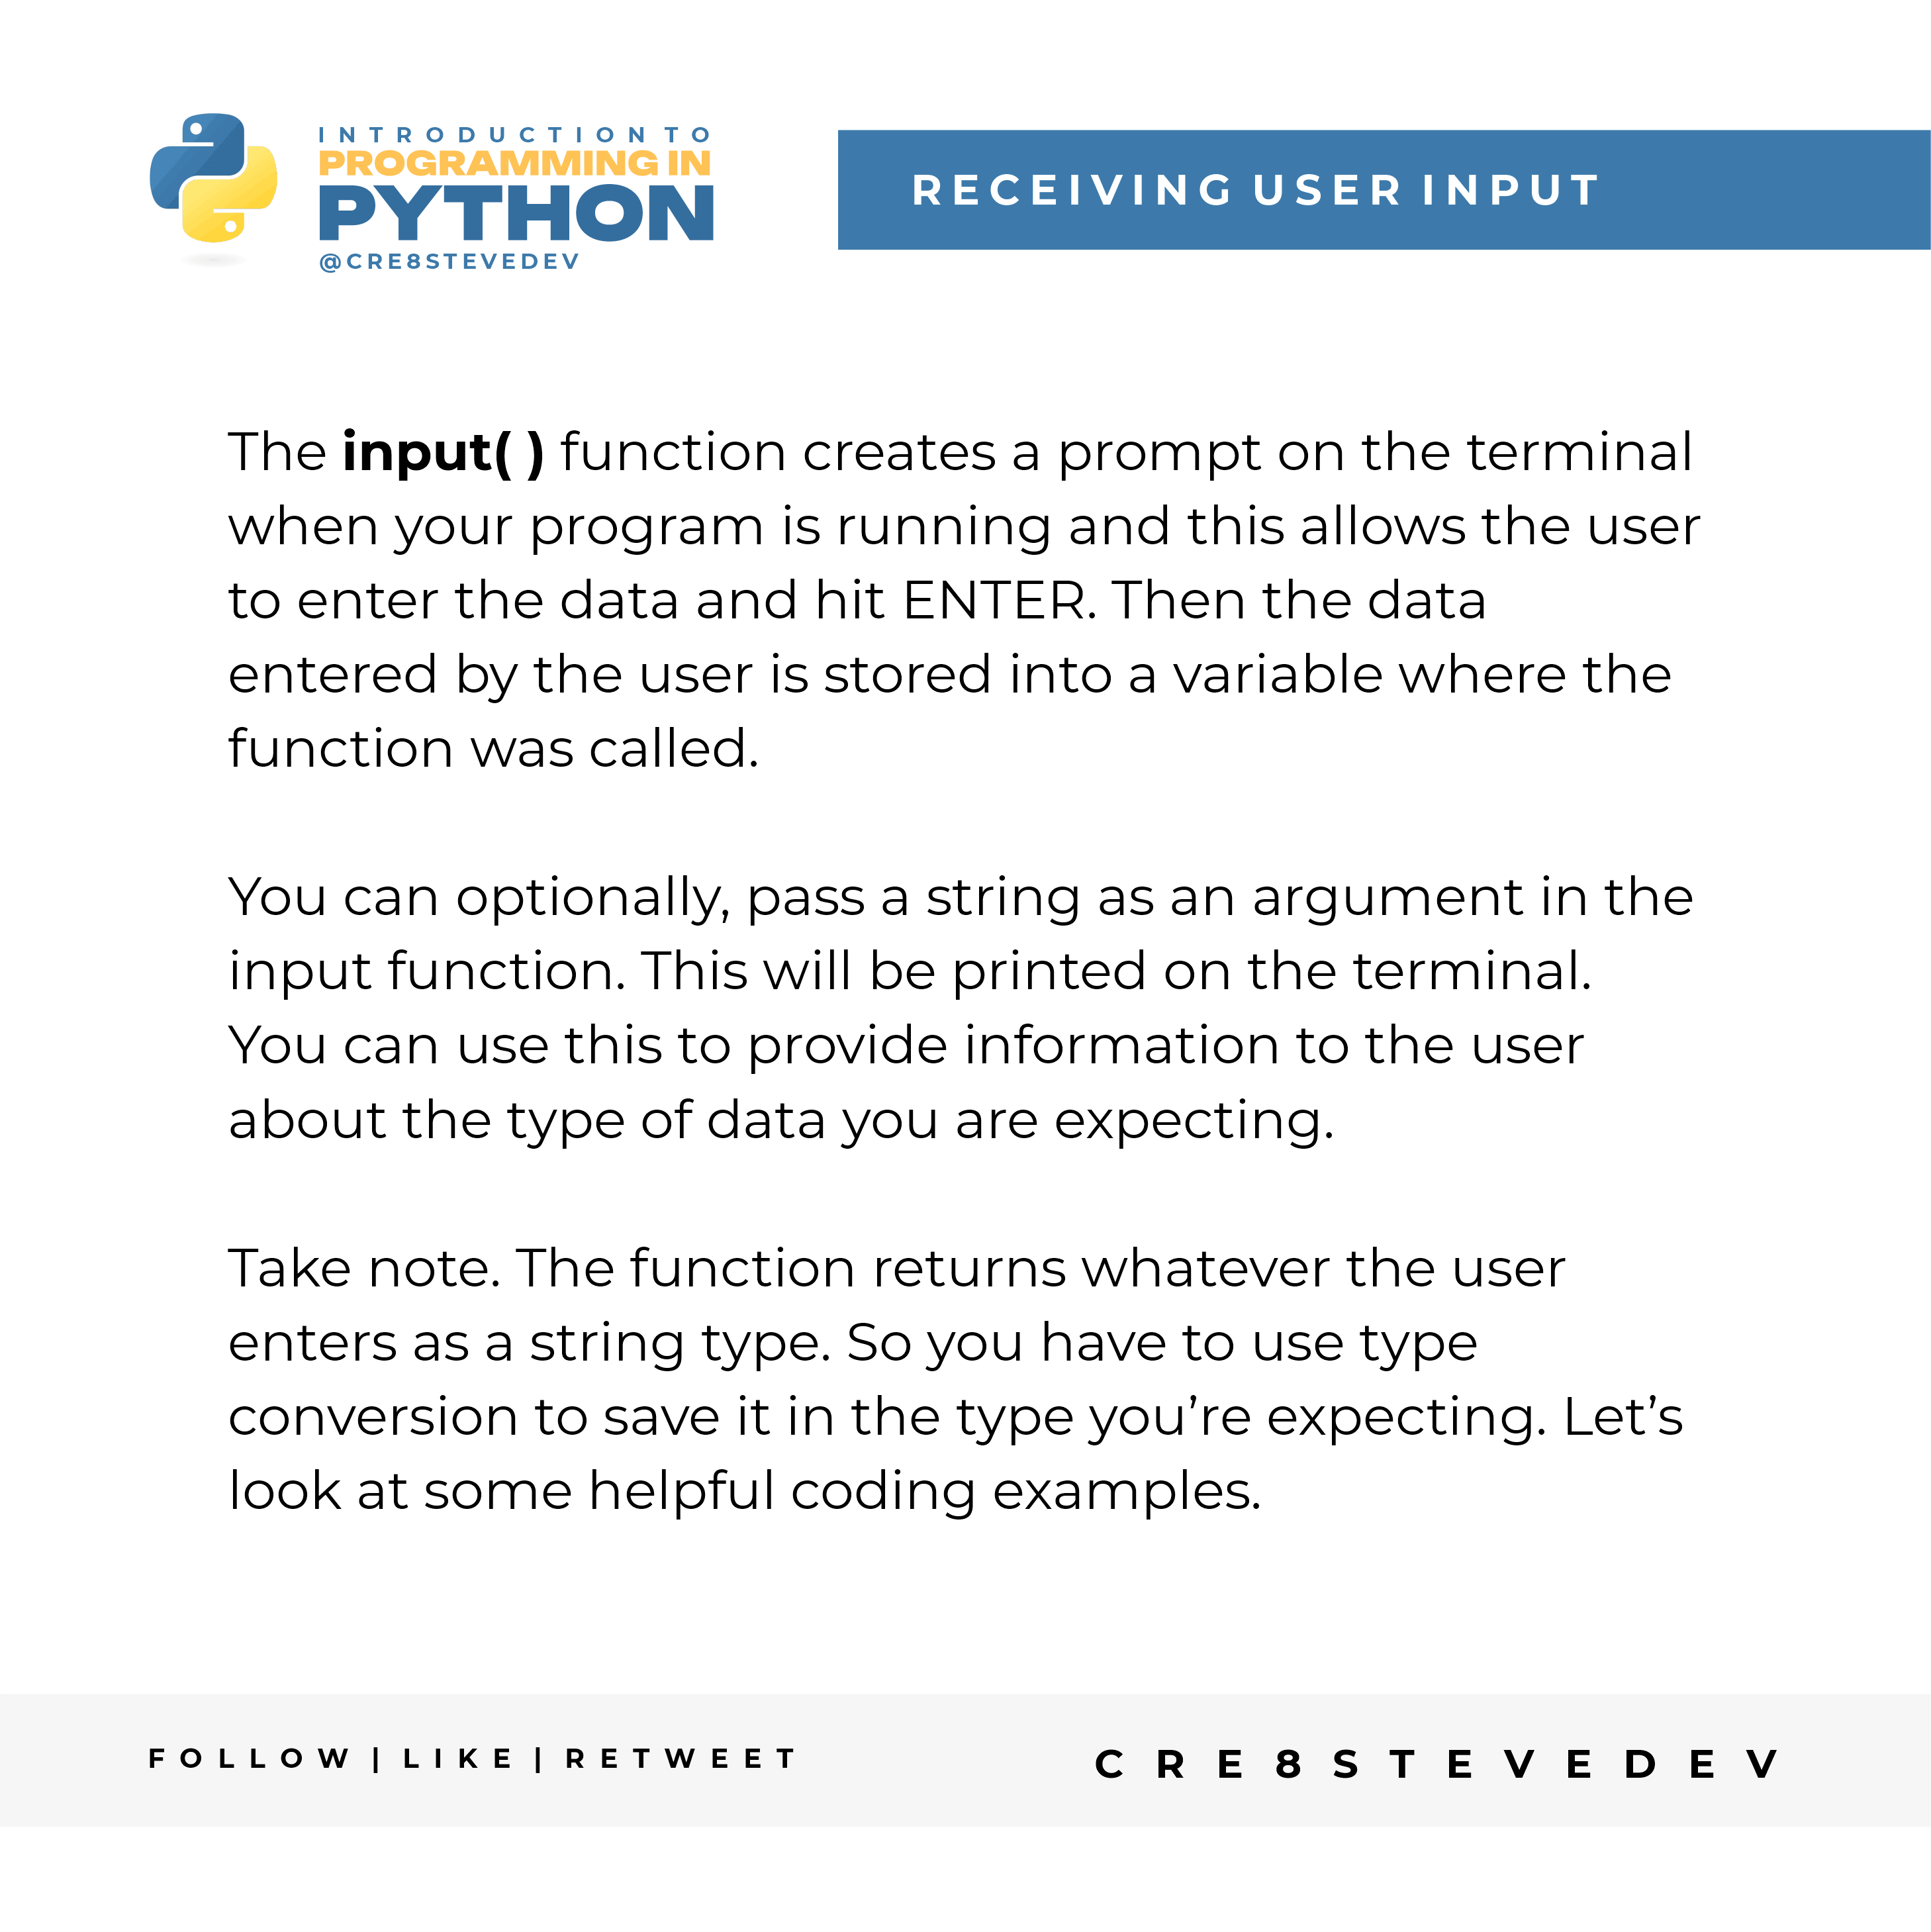 INTRODUCTION TO
PROGRAMMING IN
PYTHON
@CRE8STEVEDEV
RECEIVING USER INPUT
The input( ) function creates a prompt on the terminal
when your program is running and this allows the user
to enter the data and hit ENTER. Then the data
entered by the user is stored into a variable where the
function was called.
You can optionally, pass a string as an argument in the
input function. This will be printed on the terminal.
You can use this to provide information to the user
about the type of data you are expecting.
Take note. The function returns whatever the user
enters as a string type. So you have to use type
conversion to save it in the type you’re expecting. Let’s
look at some helpful coding examples.
FOLLOW | LIKE | RETWEET
CRE8STEVEDEV